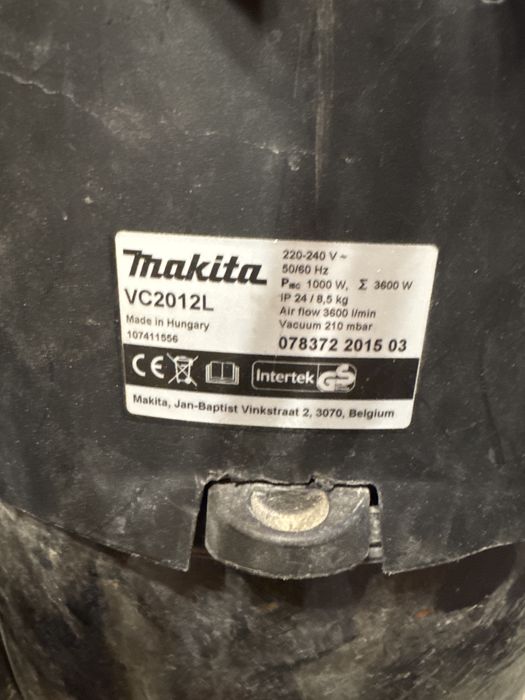 makita
VC2012L
Made in Hungary
107411556
220-240 V ~
50/60 Hz
PIEC 1000 W, Σ 3600 W
IP 24 / 8,5 kg
Air flow 3600 l/min
Vacuum 210 mbar
078372 2015 03
CE Intertek GS
Makita, Jan-Baptist Vinkstraat 2, 3070, Belgium